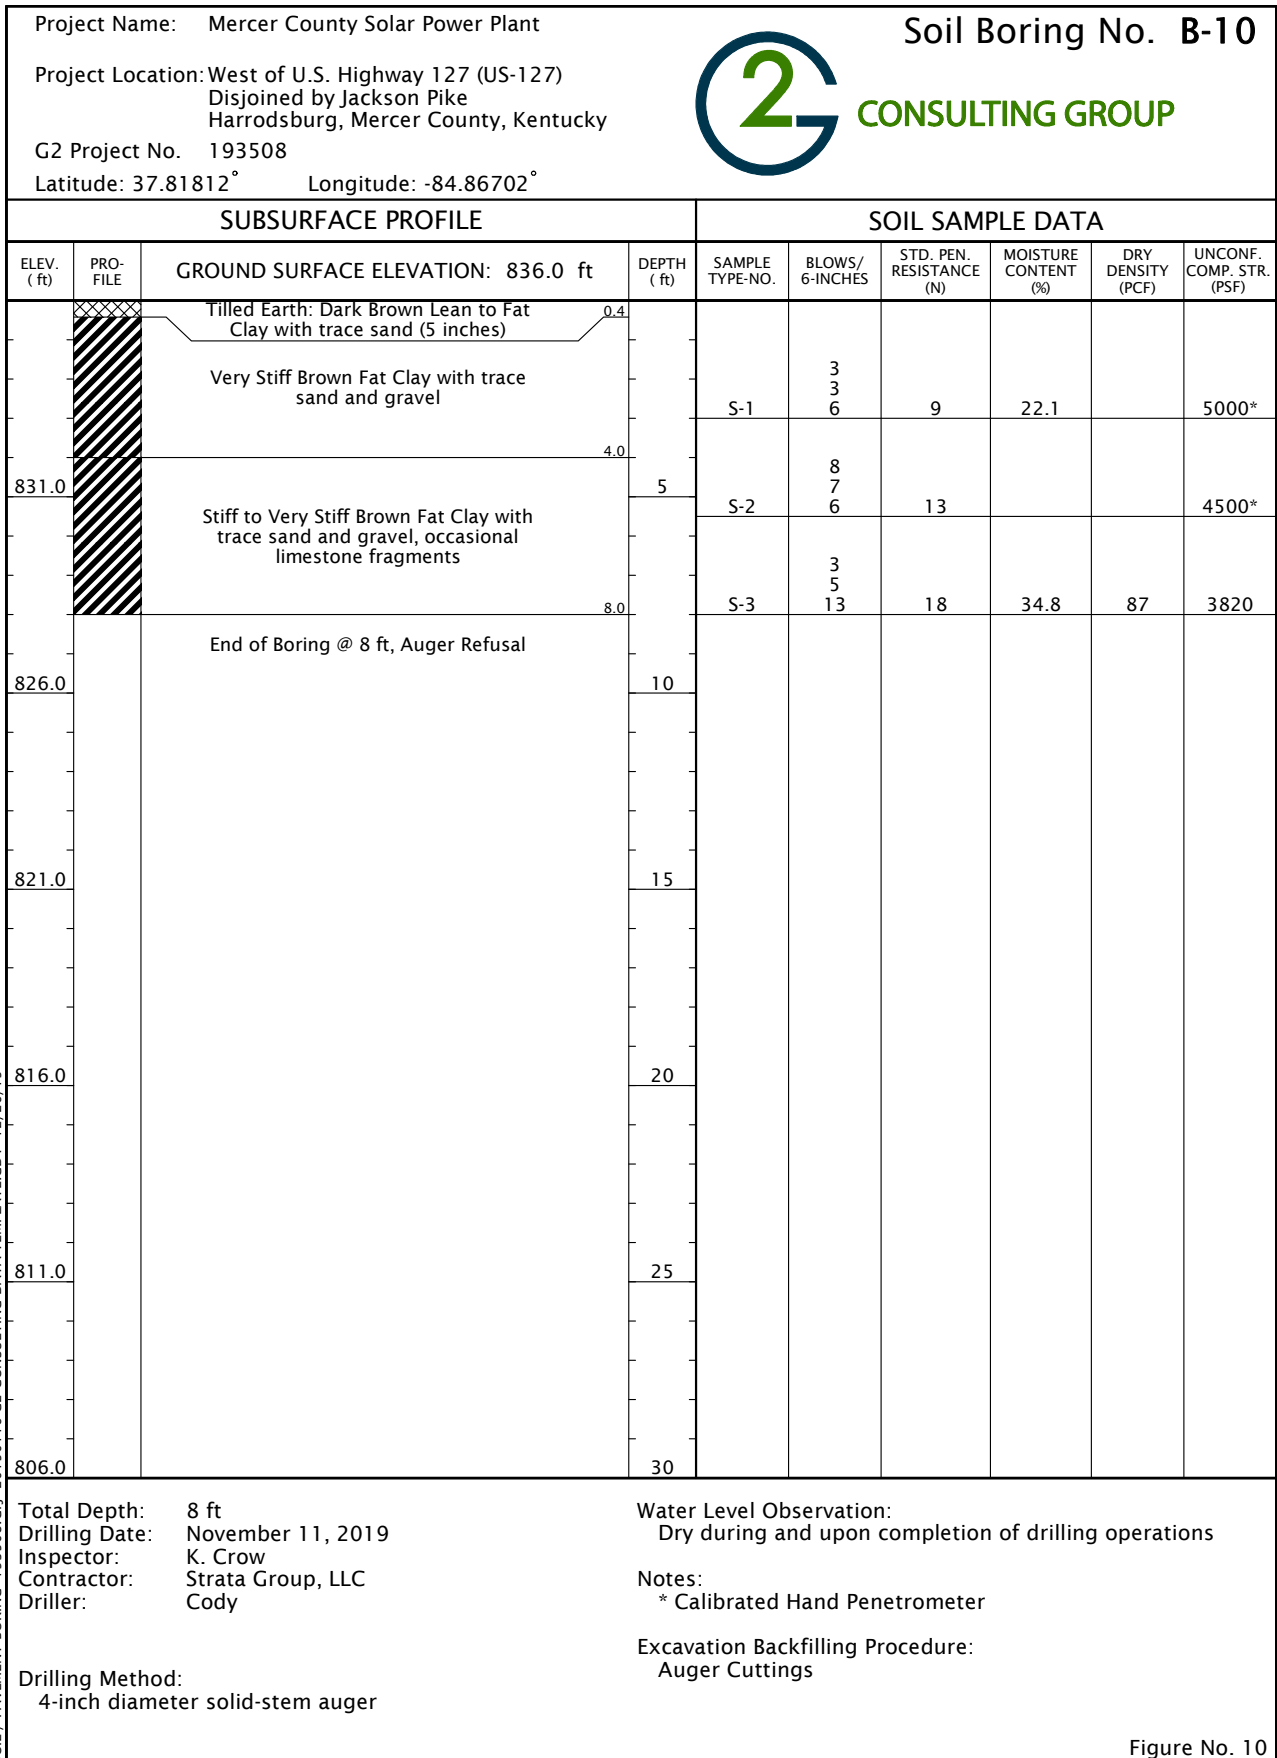 Project Name: Mercer County Solar Power Plant
Project Location: West of U.S. Highway 127 (US-127)
Disjoined by Jackson Pike
Harrodsburg, Mercer County, Kentucky
G2 Project No. 193508
Latitude: 37.81812° Longitude: -84.86702°
G2 CONSULTING GROUP
Soil Boring No. B-10
SUBSURFACE PROFILE
SOIL SAMPLE DATA
ELEV. ( ft)
PRO- FILE
GROUND SURFACE ELEVATION: 836.0 ft
DEPTH ( ft)
SAMPLE TYPE-NO.
BLOWS/ 6-INCHES
STD. PEN. RESISTANCE (N)
MOISTURE CONTENT (%)
DRY DENSITY (PCF)
UNCONF. COMP. STR. (PSF)
Tilled Earth: Dark Brown Lean to Fat 0.4
Clay with trace sand (5 inches)
Very Stiff Brown Fat Clay with trace
sand and gravel
3
3
S-1 6 9 22.1 5000*
4.0
8
831.0 5 7
S-2 6 13 4500*
Stiff to Very Stiff Brown Fat Clay with
trace sand and gravel, occasional
limestone fragments
3
5
8.0 S-3 13 18 34.8 87 3820
End of Boring @ 8 ft, Auger Refusal
826.0 10
821.0 15
816.0 20
811.0 25
806.0 30
Total Depth: 8 ft
Drilling Date: November 11, 2019
Inspector: K. Crow
Contractor: Strata Group, LLC
Driller: Cody
Drilling Method:
4-inch diameter solid-stem auger
Water Level Observation:
Dry during and upon completion of drilling operations
Notes:
* Calibrated Hand Penetrometer
Excavation Backfilling Procedure:
Auger Cuttings
Figure No. 10